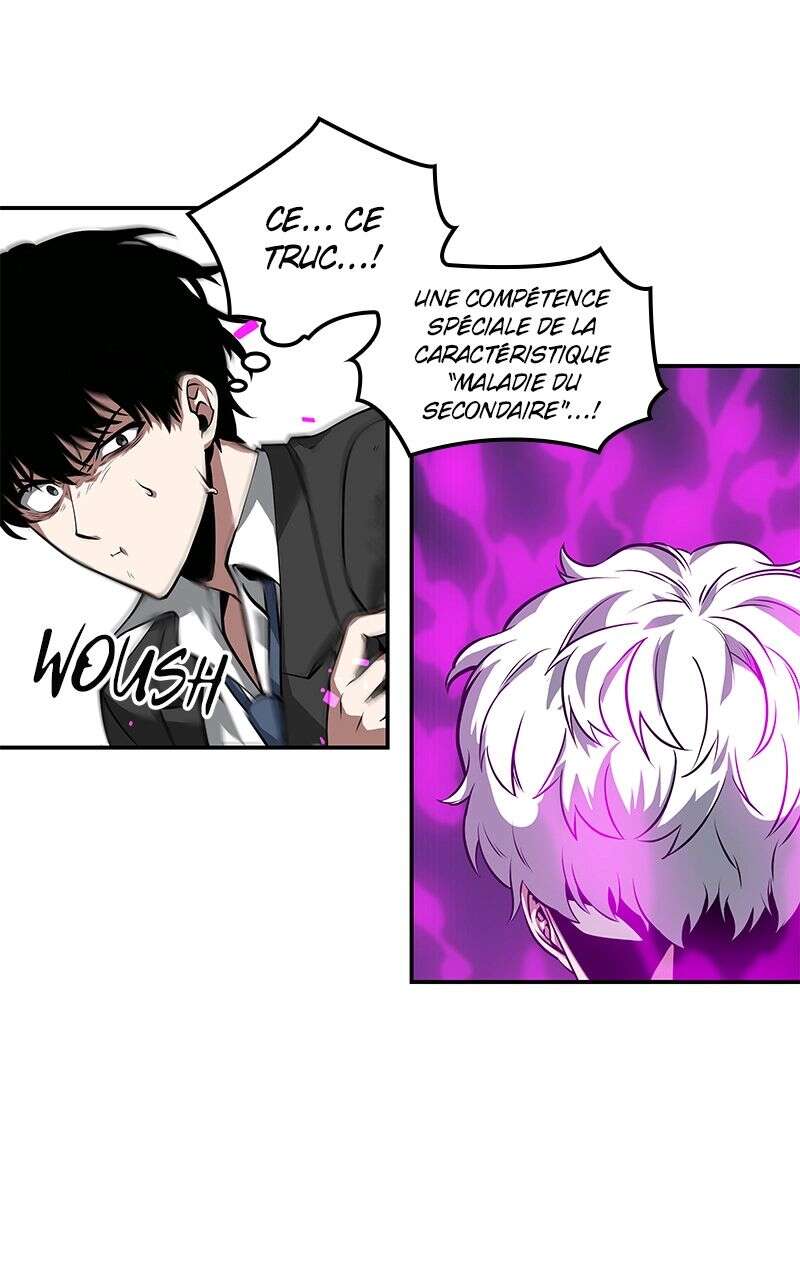 CE... CE
TRUC...!
UNE COMPÉTENCE
SPÉCIALE DE LA
CARACTÉRISTIQUE
"MALADIE DU
SECONDAIRE"...!
WOUSH